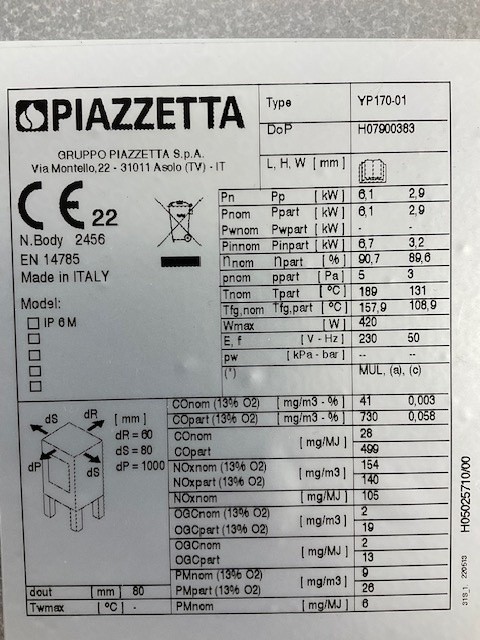 PIAZZETTA
GRUPPO PIAZZETTA S.p.A.
Via Montello,22 - 31011 Asolo (TV) - IT
CE 22
N.Body 2456
EN 14785
Made in ITALY
Model:
IP 6 M
Type YP170-01
DoP H07900383
L, H, W [ mm ]
Pn Pp [ kW ] 6,1 2,9
Pnom Ppart [ kW ] 6,1 2,9
Pwnom Pwpart [ kW ] - -
Pinnom Pinpart [ kW ] 6,7 3,2
ηnom ηpart [ % ] 90,7 89,6
pnom ppart [ Pa ] 5 3
Tnom Tpart [ °C ] 189 131
Tfg,nom Tfg,part [ °C ] 157,9 108,9
Wmax [ W ] 420
E, f [ V - Hz ] 230 50
pw [ kPa - bar ] -- --
(*) MUL, (a), (c)
dS dR [ mm ]
dR = 60
dS = 80
dP dS dP = 1000
COnom (13% O2) [ mg/m3 - % ] 41 0,003
COpart (13% O2) [ mg/m3 - % ] 730 0,058
COnom [ mg/MJ ] 28
COpart 499
NOxnom (13% O2) [ mg/m3 ] 154
NOxpart (13% O2) 140
NOxnom [ mg/MJ ] 105
OGCnom (13% O2) [ mg/m3 ] 2
OGCpart (13% O2) 19
OGCnom [ mg/MJ ] 2
OGCpart 13
PMnom (13% O2) [ mg/m3 ] 9
PMpart (13% O2) 26
PMnom [ mg/MJ ] 6
dout [ mm ] 80
Twmax [ °C ] -
H05025710/00